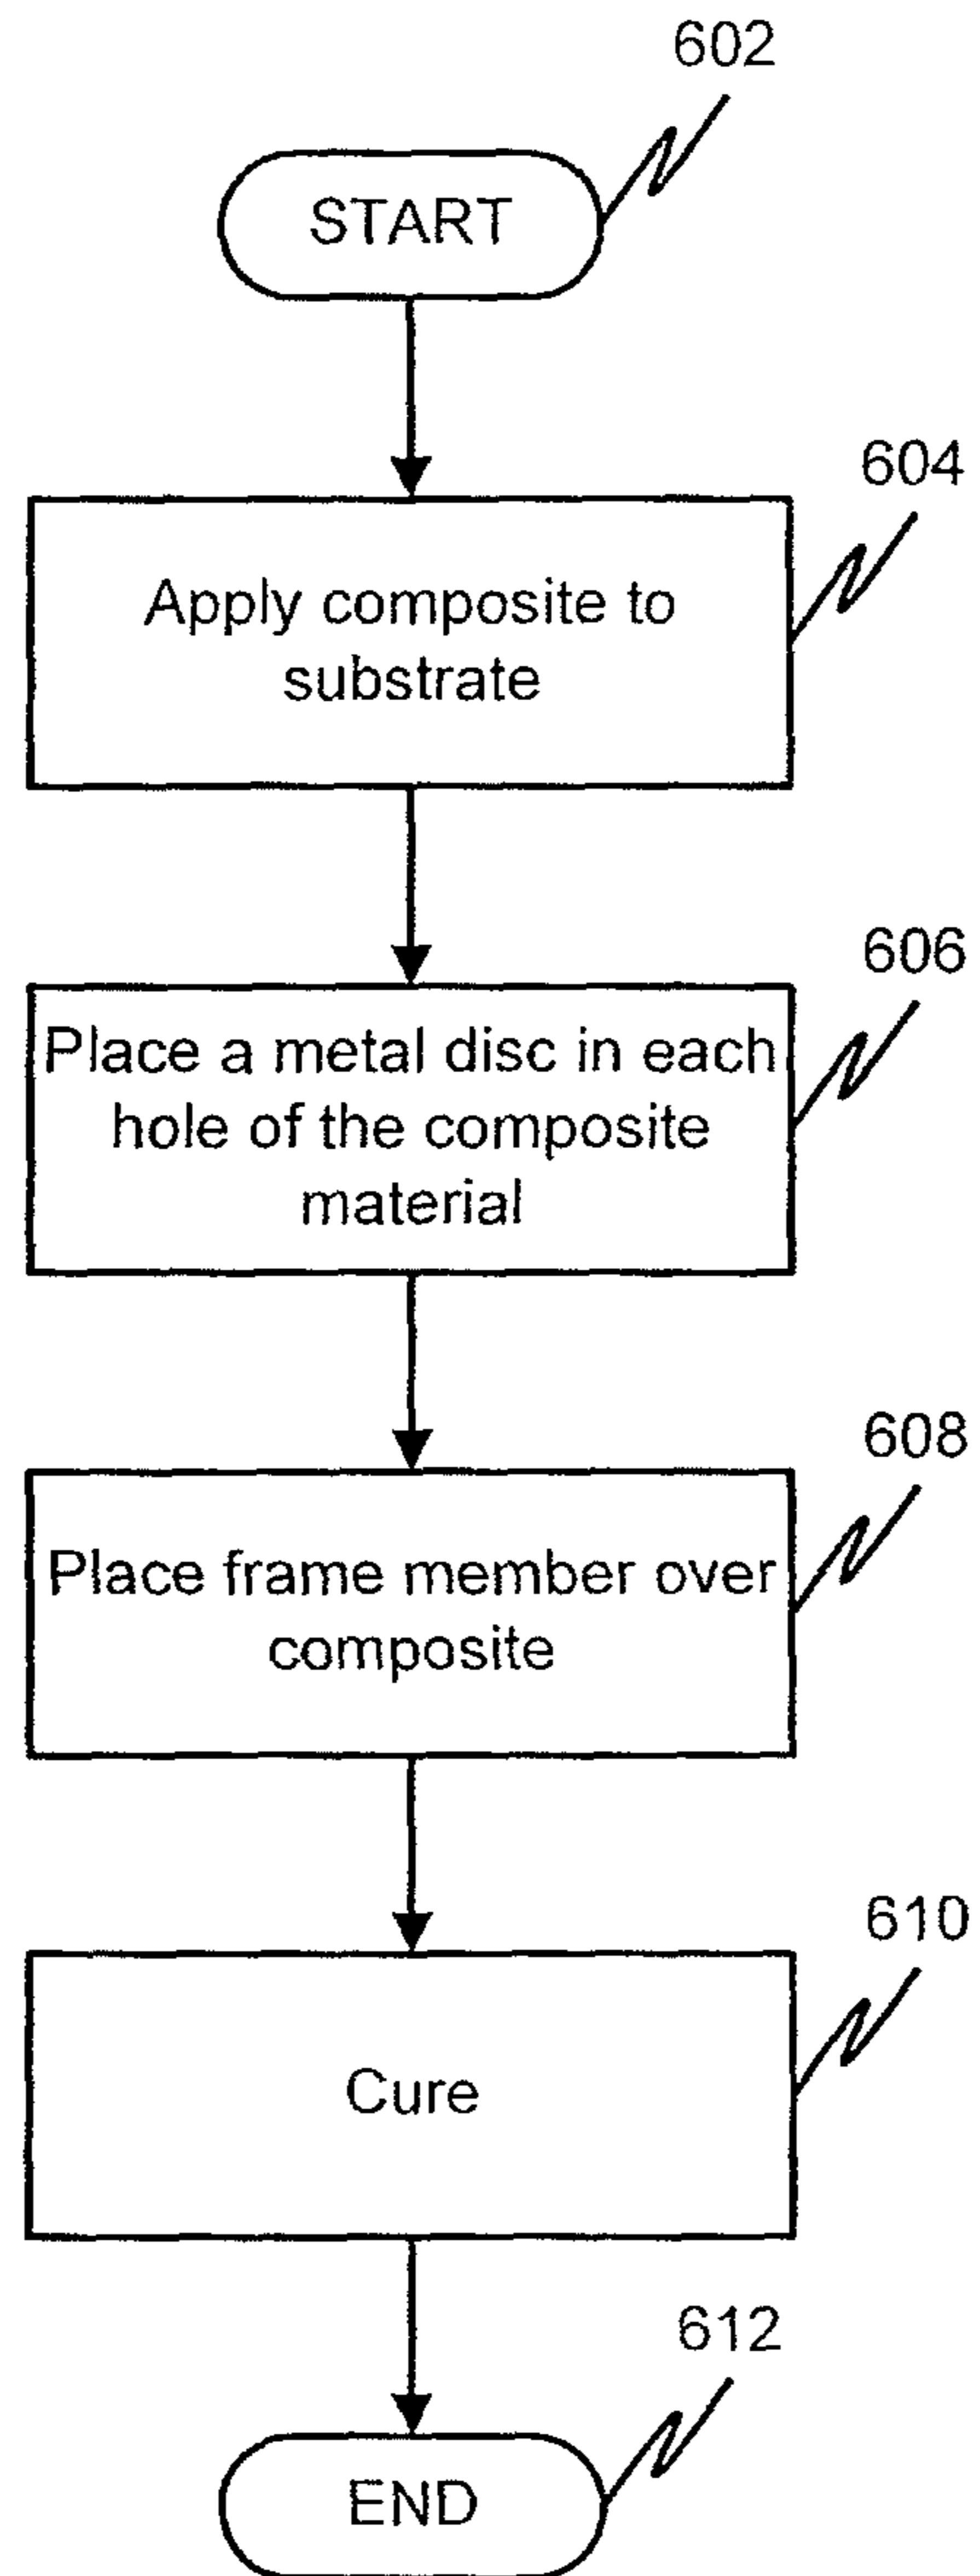 602
START
604
Apply composite to
substrate
606
Place a metal disc in each
hole of the composite
material
608
Place frame member over
composite
610
Cure
612
END